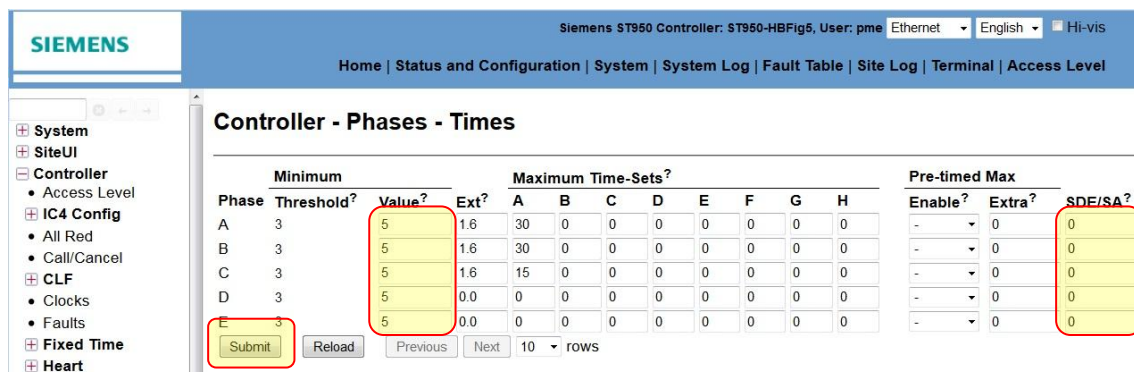 SIEMENS
Siemens ST950 Controller: ST950-HBFig5, User: pme Ethernet English Hi-vis
Home | Status and Configuration | System | System Log | Fault Table | Site Log | Terminal | Access Level
System
SiteUI
Controller
Access Level
IC4 Config
All Red
Call/Cancel
CLF
Clocks
Faults
Fixed Time
Heart
Controller - Phases - Times
Minimum Maximum Time-Sets? Pre-timed Max
Phase Threshold? Value? Ext? A B C D E F G H Enable? Extra? SDE/SA?
A 3 5 1.6 30 0 0 0 0 0 0 0 - 0 0
B 3 5 1.6 30 0 0 0 0 0 0 0 - 0 0
C 3 5 1.6 15 0 0 0 0 0 0 0 - 0 0
D 3 5 0.0 0 0 0 0 0 0 0 0 - 0 0
E 3 5 0.0 0 0 0 0 0 0 0 0 - 0 0
Submit Reload Previous Next 10 rows